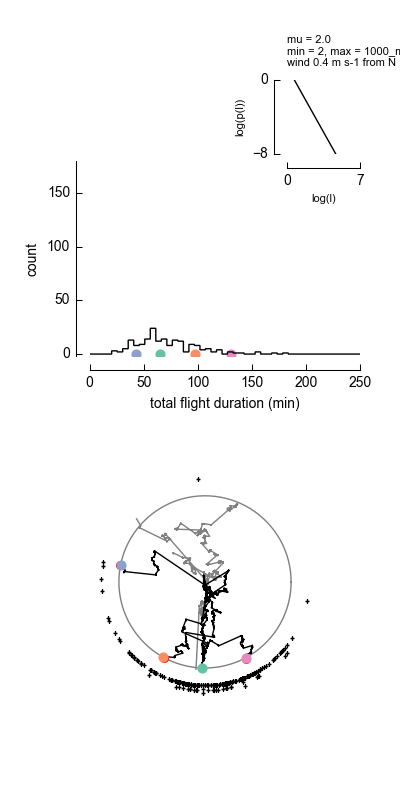 mu = 2.0
min = 2, max = 1000_m
wind 0.4 m s-1 from N
0
−8
log(p(l))
0
7
log(l)
150
100
50
0
count
0
50
100
150
200
250
total flight duration (min)